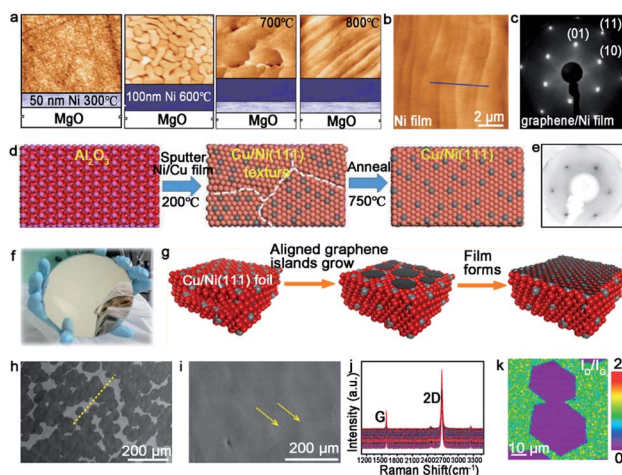 a
50 nm Ni 300℃
MgO
100nm Ni 600℃
MgO
700℃
MgO
800℃
MgO
b
Ni film
2 μm
c
(11)
(01)
(10)
graphene/Ni film
d
Al₂O₃
Sputter
Ni/Cu film
200℃
Cu/Ni(111)
texture
Anneal
750℃
Cu/Ni(111)
e
f
g
Cu/Ni(111) foil
Aligned graphene
islands grow
Film
forms
h
200 μm
i
200 μm
j
Intensity (a.u.)
G
2D
1200 1500 1800 2100 2400 2700 3000 3300
Raman Shift(cm⁻¹)
k
I_D/I_G
10 μm
2
0